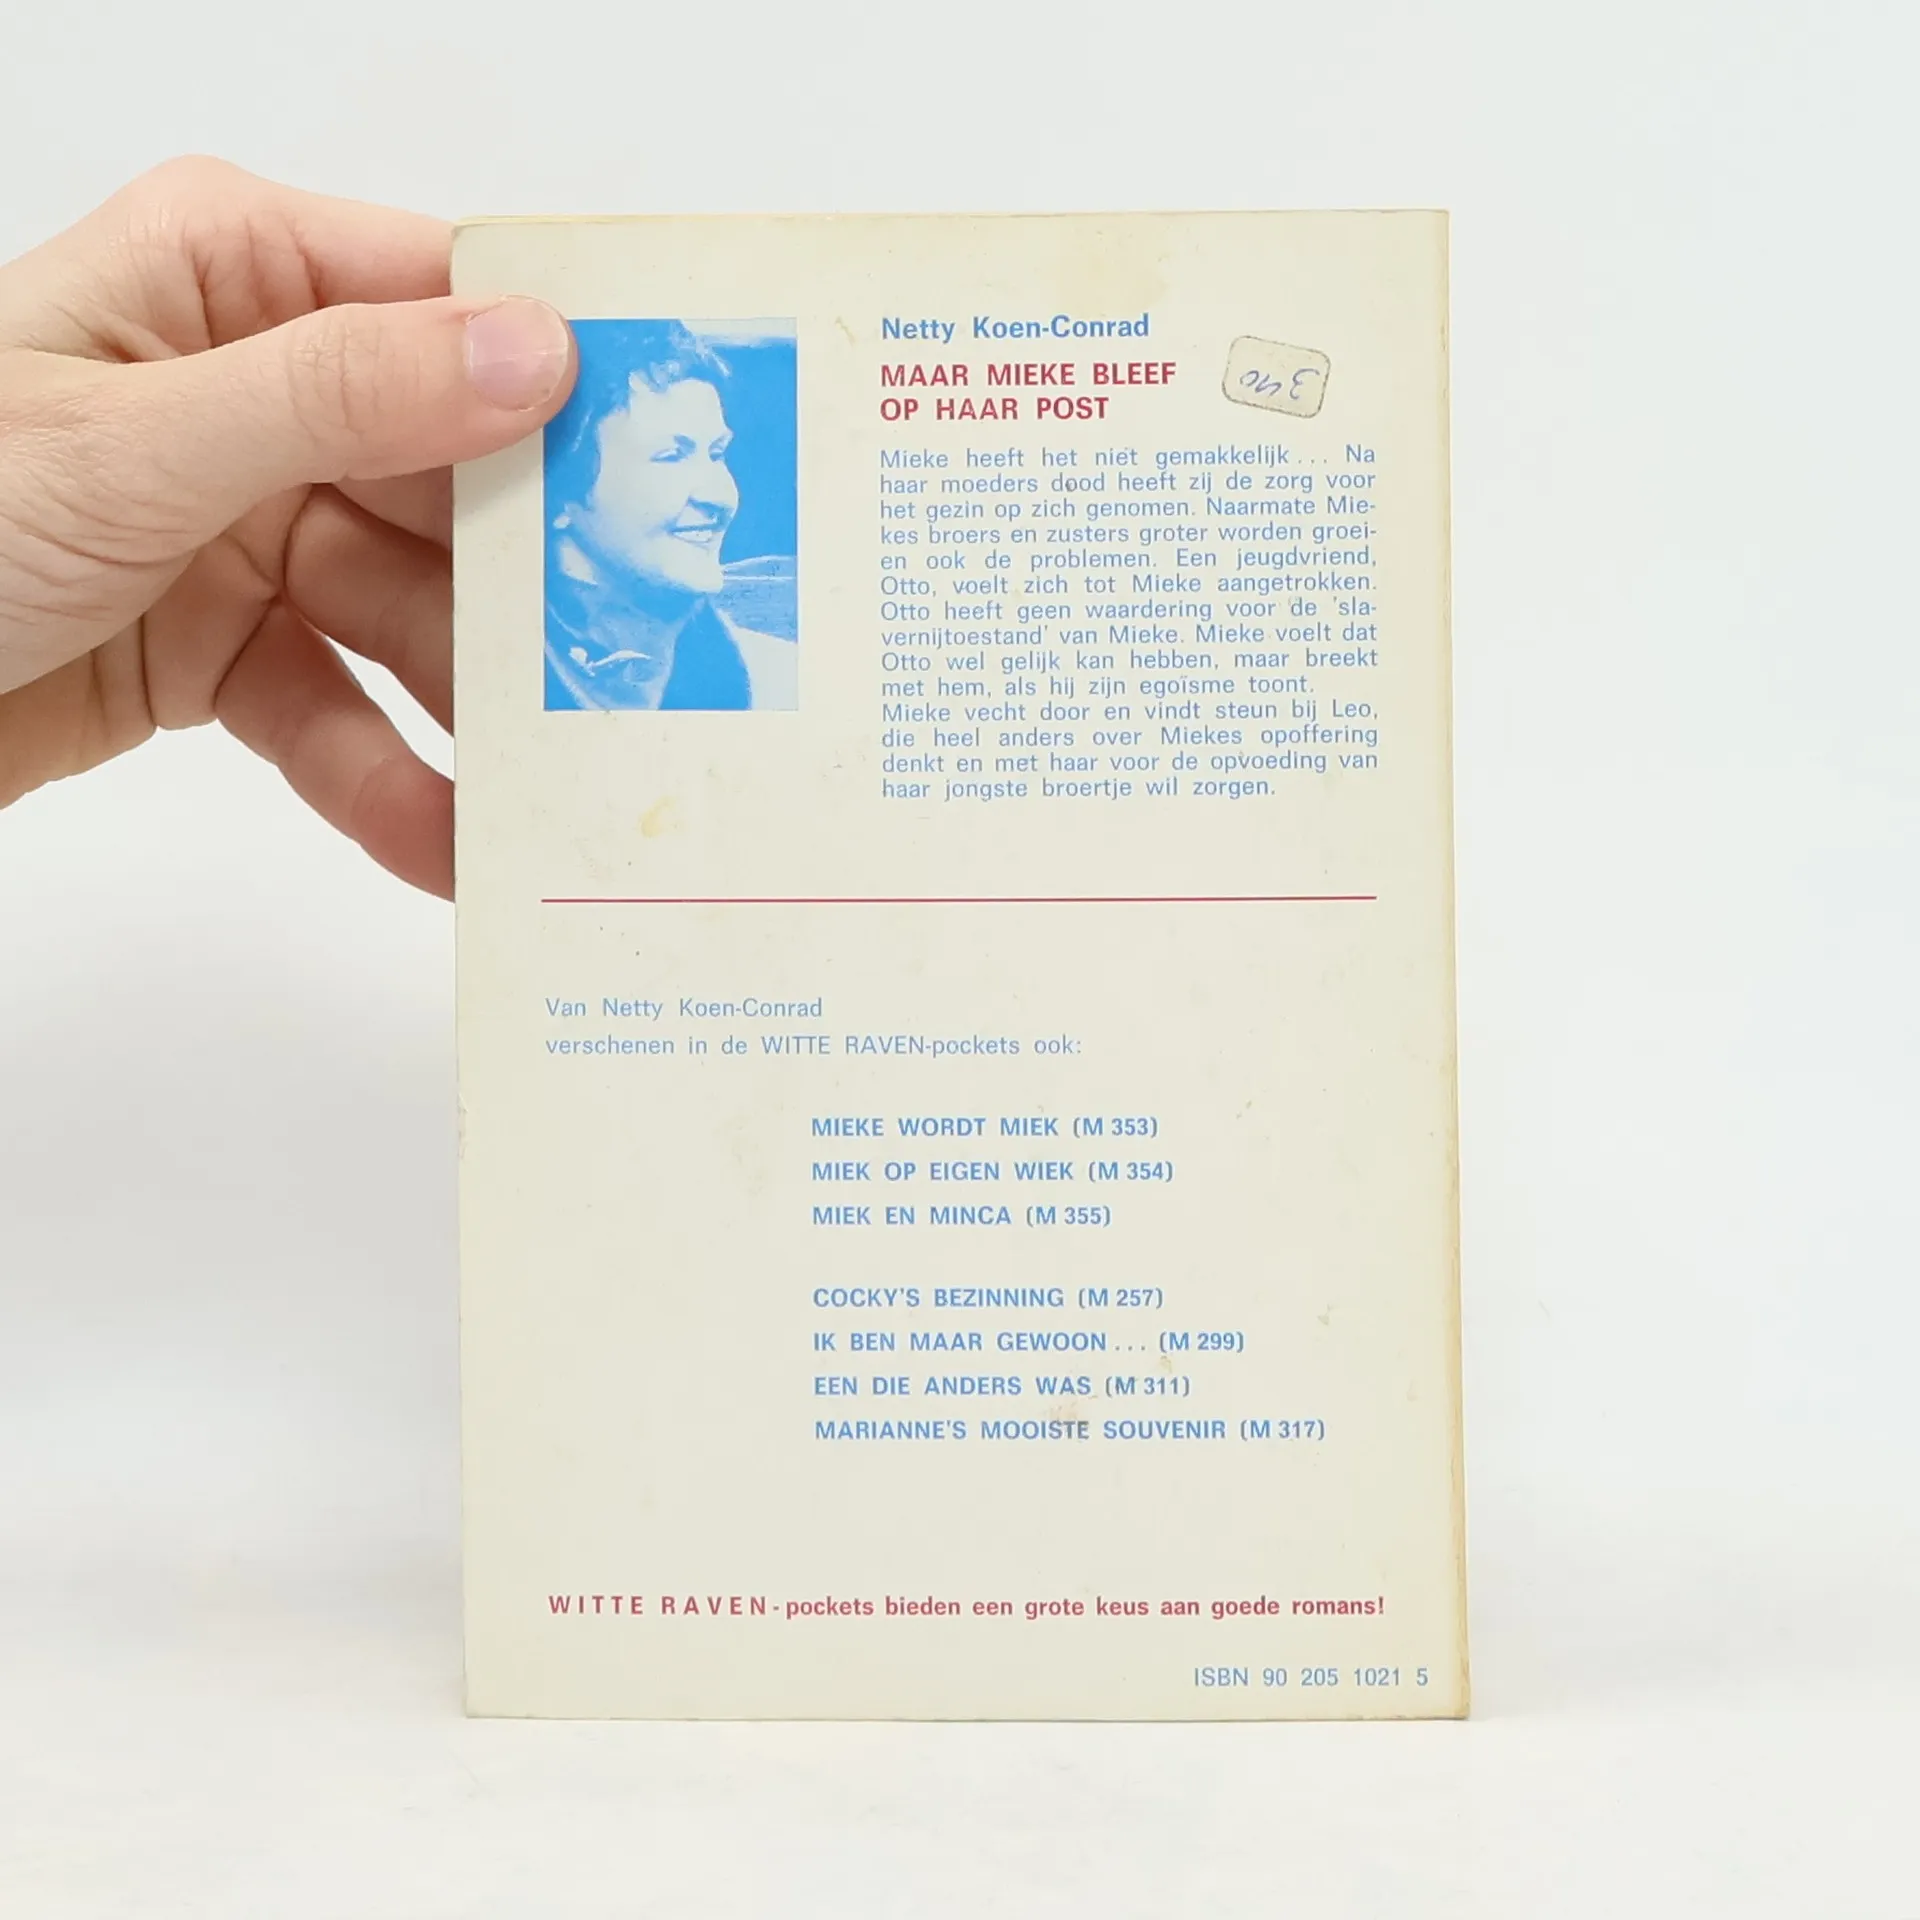 Netty Koen-Conrad
MAAR MIEKE BLEEF
OP HAAR POST
Mieke heeft het niet gemakkelijk ... Na
haar moeders dood heeft zij de zorg voor
het gezin op zich genomen. Naarmate Mie-
kes broers en zusters groter worden groei-
en ook de problemen. Een jeugdvriend,
Otto, voelt zich tot Mieke aangetrokken.
Otto heeft geen waardering voor de 'sla-
vernijtoestand' van Mieke. Mieke voelt dat
Otto wel gelijk kan hebben, maar breekt
met hem, als hij zijn egoïsme toont.
Mieke vecht door en vindt steun bij Leo,
die heel anders over Miekes opoffering
denkt en met haar voor de opvoeding van
haar jongste broertje wil zorgen.
Van Netty Koen-Conrad
verschenen in de WITTE RAVEN-pockets ook:
MIEKE WORDT MIEK (M 353)
MIEK OP EIGEN WIEK (M 354)
MIEK EN MINCA (M 355)
COCKY'S BEZINNING (M 257)
IK BEN MAAR GEWOON ... (M 299)
EEN DIE ANDERS WAS (M 311)
MARIANNE'S MOOISTE SOUVENIR (M 317)
WITTE RAVEN-pockets bieden een grote keus aan goede romans!
ISBN 90 205 1021 5